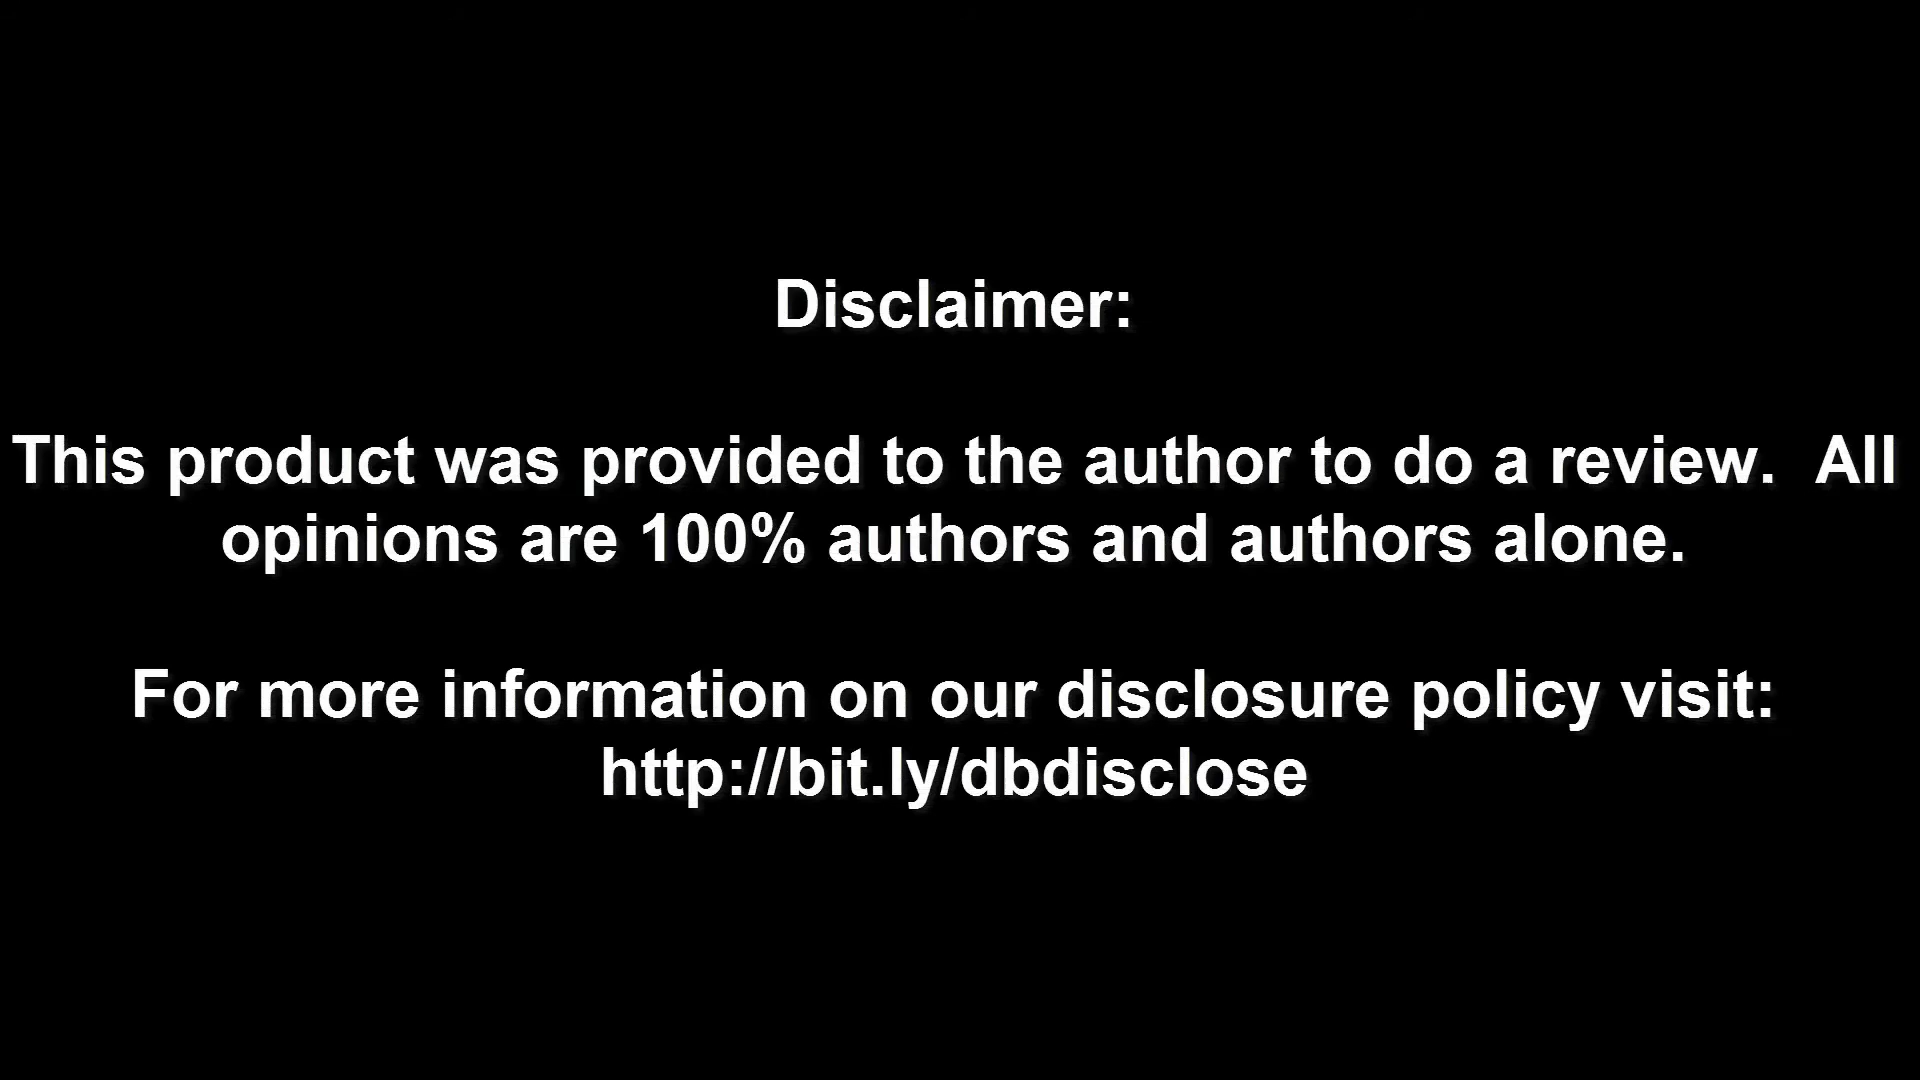 Disclaimer:
This product was provided to the author to do a review.  All
opinions are 100% authors and authors alone.
For more information on our disclosure policy visit:
http://bit.ly/dbdisclose